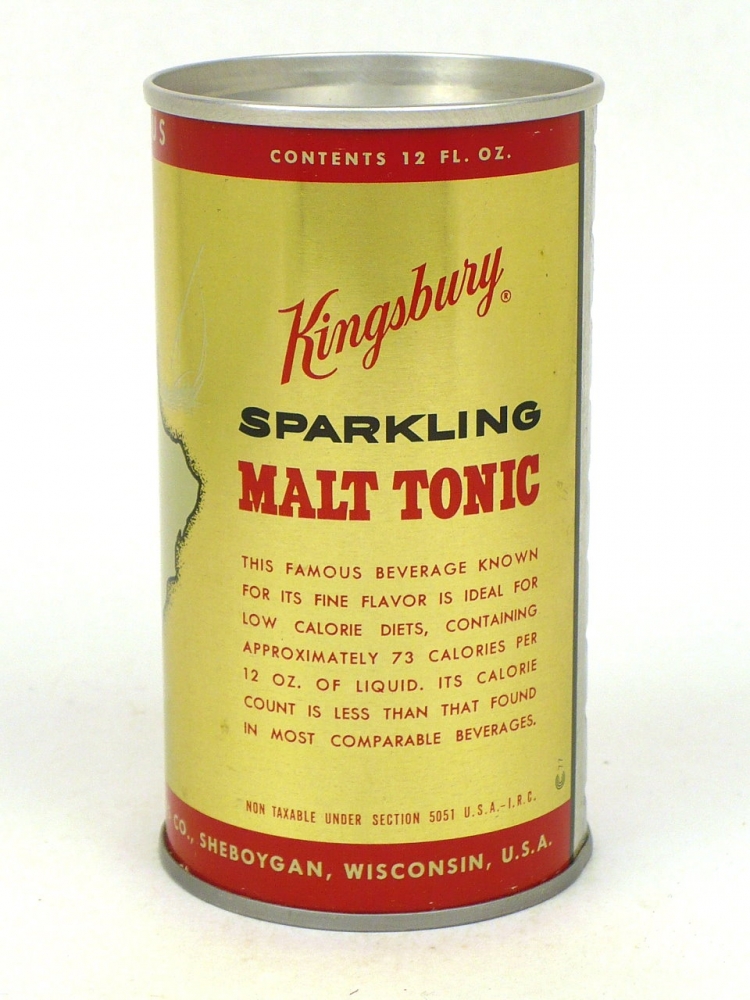 US
CONTENTS 12 FL. OZ.
Kingsbury®
SPARKLING
MALT TONIC
THIS FAMOUS BEVERAGE KNOWN
FOR ITS FINE FLAVOR IS IDEAL FOR
LOW CALORIE DIETS, CONTAINING
APPROXIMATELY 73 CALORIES PER
12 OZ. OF LIQUID. ITS CALORIE
COUNT IS LESS THAN THAT FOUND
IN MOST COMPARABLE BEVERAGES.
NON TAXABLE UNDER SECTION 5051 U.S.A.-I.R.C.
CO., SHEBOYGAN, WISCONSIN, U.S.A.